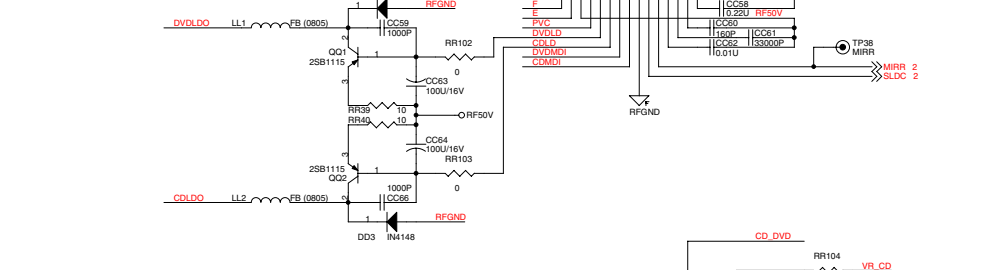 RFGND
F
E
PVC
DVDLD
CDLD
DVDMDI
CDMDI
CC58
0.22U RF50V
CC60
160P
CC61
33000P
CC62
0.01U
TP38
MIRR
MIRR 2
SLDC 2
RFGND
DVDLDO
LL1
FB (0805)
CC59
1000P
2
QQ1
2SB1115
1
3
RR102
0
CC63
100U/16V
RR39 10
RR40 10
RF50V
CC64
100U/16V
3
2SB1115
QQ2
1
2
RR103
0
1000P
CC66
CDLDO
LL2
FB (0805)
1
RFGND
DD3 IN4148
CD_DVD
RR104
VR_CD